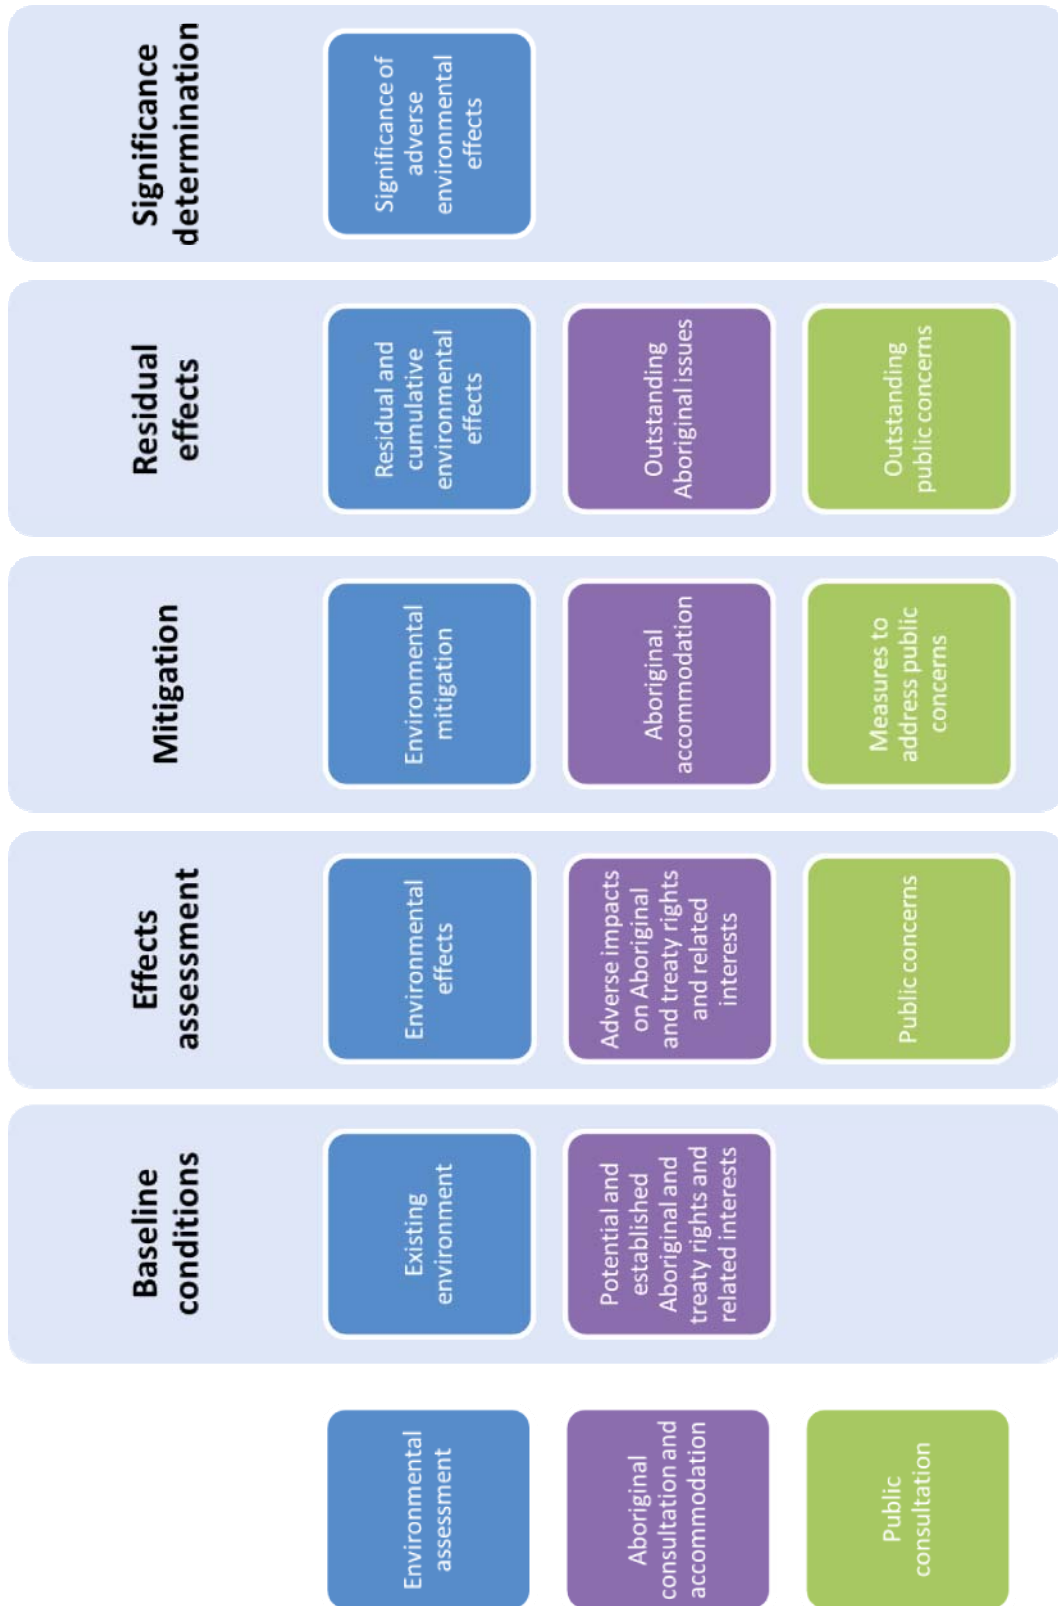 Baseline
conditions
Effects
assessment
Mitigation
Residual
effects
Significance
determination
Environmental
assessment
Existing
environment
Environmental
effects
Environmental
mitigation
Residual and
cumulative
environmental
effects
Significance of
adverse
environmental
effects
Aboriginal
consultation and
accommodation
Potential and
established
Aboriginal and
treaty rights and
related interests
Adverse impacts
on Aboriginal
and treaty rights
and related
interests
Aboriginal
accommodation
Outstanding
Aboriginal issues
Public
consultation
Public concerns
Measures to
address public
concerns
Outstanding
public concerns